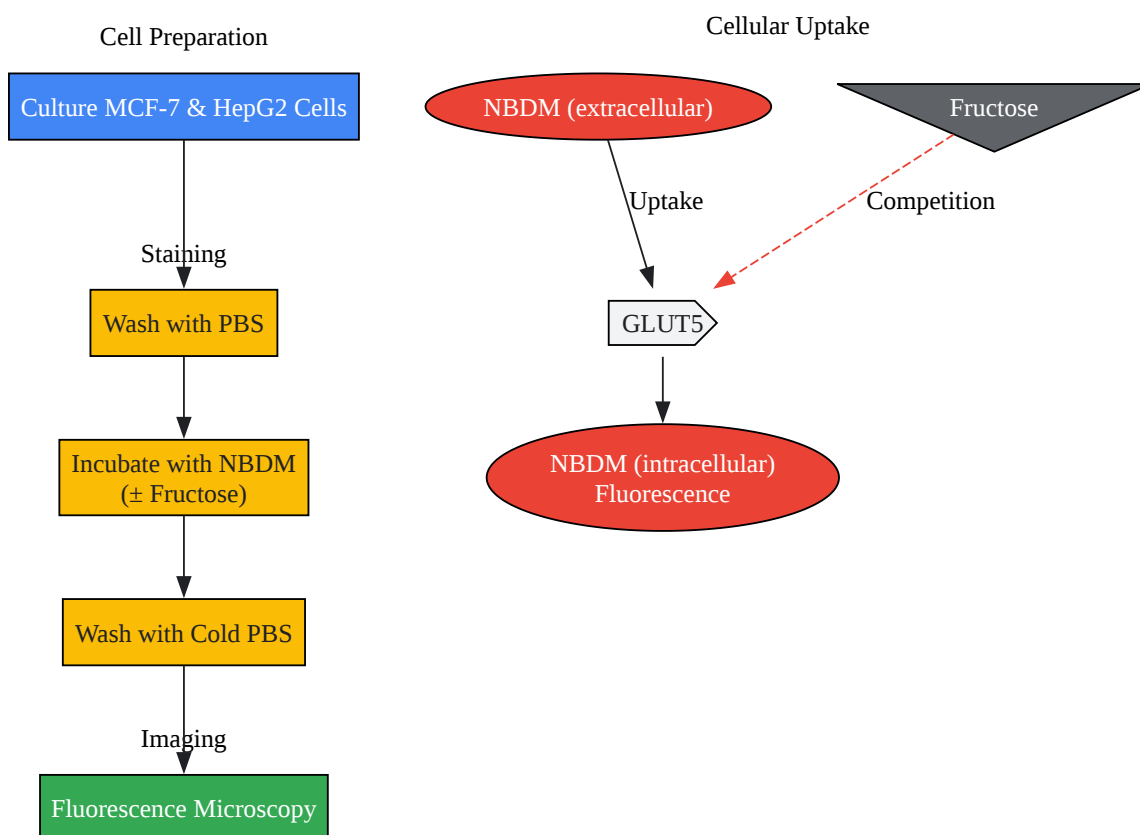 Cell Preparation
Culture MCF-7 & HepG2 Cells
Staining
Wash with PBS
Incubate with NBDM
(± Fructose)
Wash with Cold PBS
Imaging
Fluorescence Microscopy
Cellular Uptake
NBDM (extracellular)
Fructose
Uptake
Competition
GLUT5
NBDM (intracellular)
Fluorescence